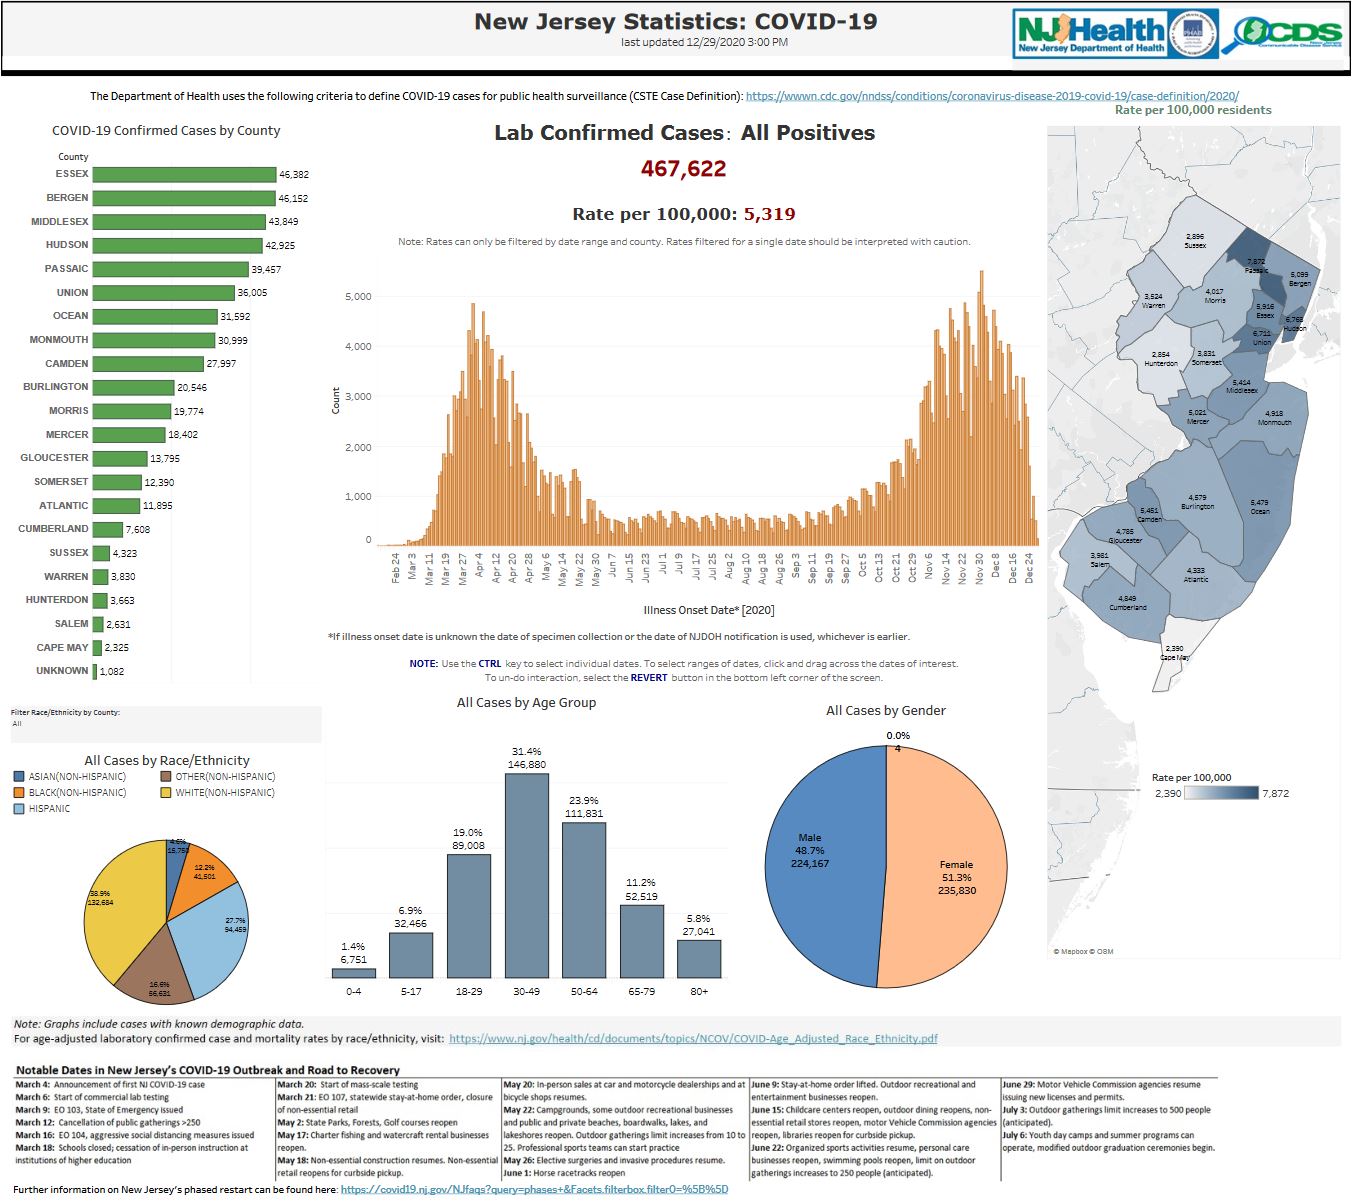 New Jersey Statistics: COVID-19
last updated 12/29/2020 3:00 PM
NJHealth
New Jersey Department of Health
PHAB
CDS
Communicable Disease Service
The Department of Health uses the following criteria to define COVID-19 cases for public health surveillance (CSTE Case Definition): https://wwwn.cdc.gov/nndss/conditions/coronavirus-disease-2019-covid-19/case-definition/2020/
COVID-19 Confirmed Cases by County
County
ESSEX 46,382
BERGEN 46,152
MIDDLESEX 43,849
HUDSON 42,925
PASSAIC 39,457
UNION 36,005
OCEAN 31,592
MONMOUTH 30,999
CAMDEN 27,997
BURLINGTON 20,546
MORRIS 19,774
MERCER 18,402
GLOUCESTER 13,795
SOMERSET 12,390
ATLANTIC 11,895
CUMBERLAND 7,608
SUSSEX 4,323
WARREN 3,830
HUNTERDON 3,663
SALEM 2,631
CAPE MAY 2,325
UNKNOWN 1,082
Lab Confirmed Cases: All Positives
467,622
Rate per 100,000: 5,319
Note: Rates can only be filtered by date range and county. Rates filtered for a single date should be interpreted with caution.
Count
5,000
4,000
3,000
2,000
1,000
0
Feb 24 Mar 3 Mar 11 Mar 27 Apr 4 Apr 12 Apr 20 Apr 28 May 6 May 14 May 22 May 30 Jun 7 Jun 15 Jun 23 Jul 1 Jul 9 Jul 17 Jul 25 Aug 2 Aug 10 Aug 18 Aug 26 Sep 3 Sep 11 Sep 19 Sep 27 Oct 5 Oct 13 Oct 21 Oct 29 Nov 6 Nov 14 Nov 22 Nov 30 Dec 8 Dec 16 Dec 24
Illness Onset Date* [2020]
*If illness onset date is unknown the date of specimen collection or the date of NJDOH notification is used, whichever is earlier.
NOTE: Use the CTRL key to select individual dates. To select ranges of dates, click and drag across the dates of interest.
To un-do interaction, select the REVERT button in the bottom left corner of the screen.
Rate per 100,000 residents
2,896
Sussex
7,872
Passaic
5,099
Bergen
3,524
Warren
4,017
Morris
5,916
Essex
6,765
Hudson
6,711
Union
2,854
Hunterdon
3,831
Somerset
5,414
Middlesex
5,021
Mercer
4,918
Monmouth
4,579
Burlington
5,479
Ocean
5,451
Camden
4,785
Gloucester
3,981
Salem
4,333
Atlantic
4,849
Cumberland
2,390
Cape May
Rate per 100,000
2,390 7,872
© Mapbox © OSM
Filter Race/Ethnicity by County:
All
All Cases by Race/Ethnicity
ASIAN(NON-HISPANIC) OTHER(NON-HISPANIC)
BLACK(NON-HISPANIC) WHITE(NON-HISPANIC)
HISPANIC
4.6%
12.2%
41,501
27.7%
94,459
16.6%
56,631
38.9%
132,684
All Cases by Age Group
1.4%
6,751
6.9%
32,466
19.0%
89,008
31.4%
146,880
23.9%
111,831
11.2%
52,519
5.8%
27,041
0-4 5-17 18-29 30-49 50-64 65-79 80+
All Cases by Gender
0.0%
4
Male
48.7%
224,167
Female
51.3%
235,830
Note: Graphs include cases with known demographic data.
For age-adjusted laboratory confirmed case and mortality rates by race/ethnicity, visit: https://www.nj.gov/health/cd/documents/topics/NCOV/COVID-Age_Adjusted_Race_Ethnicity.pdf
Notable Dates in New Jersey's COVID-19 Outbreak and Road to Recovery
March 4: Announcement of first NJ COVID-19 case
March 6: Start of commercial lab testing
March 9: EO 103, State of Emergency issued
March 12: Cancellation of public gatherings >250
March 16: EO 104, aggressive social distancing measures issued
March 18: Schools closed; cessation of in-person instruction at
institutions of higher education
March 20: Start of mass-scale testing
March 21: EO 107, statewide stay-at-home order, closure
of non-essential retail
May 2: State Parks, Forests, Golf courses reopen
May 17: Charter fishing and watercraft rental businesses
reopen.
May 18: Non-essential construction resumes. Non-essential
retail reopens for curbside pickup.
May 20: In-person sales at car and motorcycle dealerships and at
bicycle shops resumes.
May 22: Campgrounds, some outdoor recreational businesses
and public and private beaches, boardwalks, lakes, and
lakeshores reopen. Outdoor gatherings limit increases from 10 to
25. Professional sports teams can start practice
May 26: Elective surgeries and invasive procedures resume.
June 1: Horse racetracks reopen
June 9: Stay-at-home order lifted. Outdoor recreational and
entertainment businesses reopen.
June 15: Childcare centers reopen, outdoor dining reopens, non-
essential retail stores reopen, motor Vehicle Commission agencies
reopen, libraries reopen for curbside pickup.
June 22: Organized sports activities resume, personal care
businesses reopen, swimming pools reopen, limit on outdoor
gatherings increases to 250 people (anticipated).
June 29: Motor Vehicle Commission agencies resume
issuing new licenses and permits.
July 3: Outdoor gatherings limit increases to 500 people
(anticipated).
July 6: Youth day camps and summer programs can
operate, modified outdoor graduation ceremonies begin.
Further information on New Jersey's phased restart can be found here: https://covid19.nj.gov/NJfaqs?query=phases+&Facets.filterbox.filter0=%5B%5D